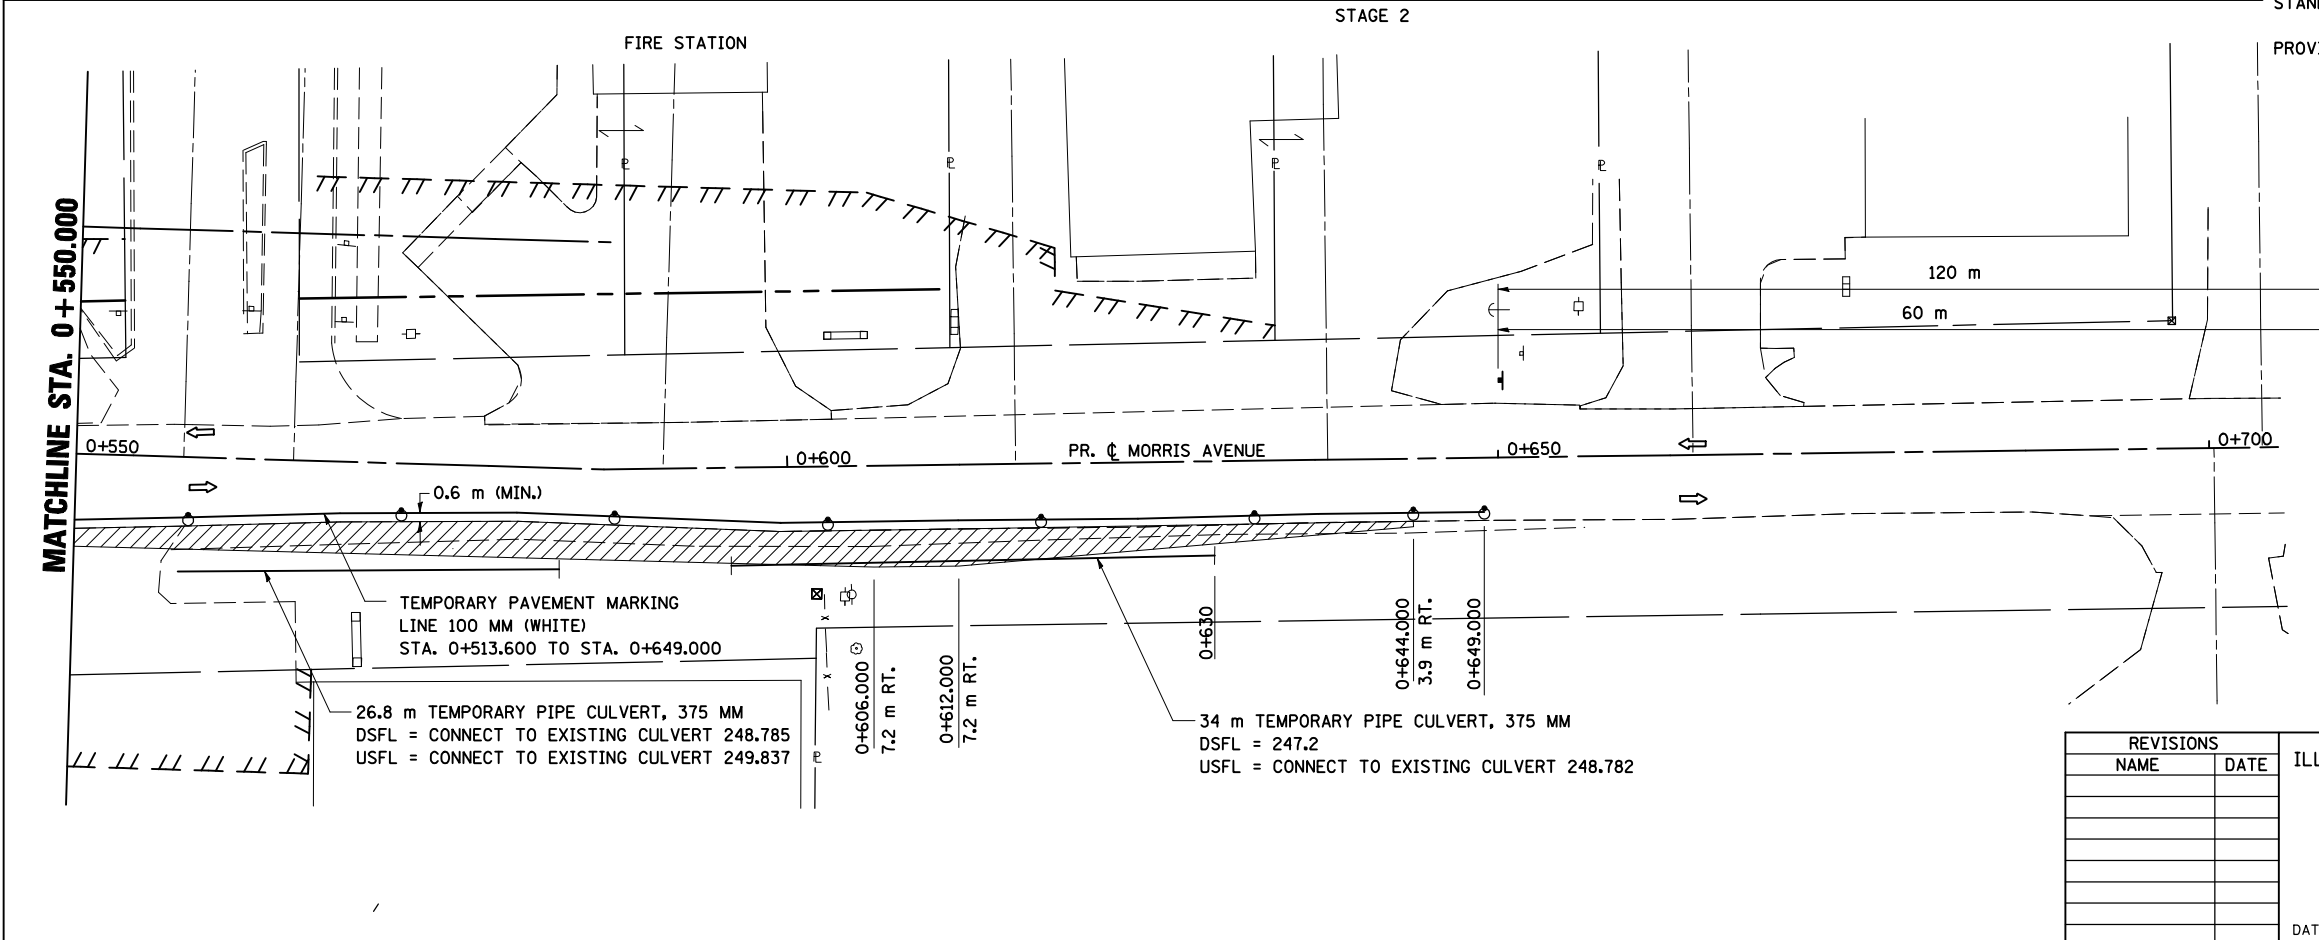 STAGE 2
FIRE STATION
MATCHLINE STA. 0+550.000
120 m
60 m
0+550
0+600
PR. ℄ MORRIS AVENUE
0+650
0+700
0.6 m (MIN.)
TEMPORARY PAVEMENT MARKING
LINE 100 MM (WHITE)
STA. 0+513.600 TO STA. 0+649.000
26.8 m TEMPORARY PIPE CULVERT, 375 MM
DSFL = CONNECT TO EXISTING CULVERT 248.785
USFL = CONNECT TO EXISTING CULVERT 249.837
0+606.000
7.2 m RT.
0+612.000
7.2 m RT.
0+630
0+644.000
3.9 m RT.
0+649.000
34 m TEMPORARY PIPE CULVERT, 375 MM
DSFL = 247.2
USFL = CONNECT TO EXISTING CULVERT 248.782
REVISIONS
NAME DATE